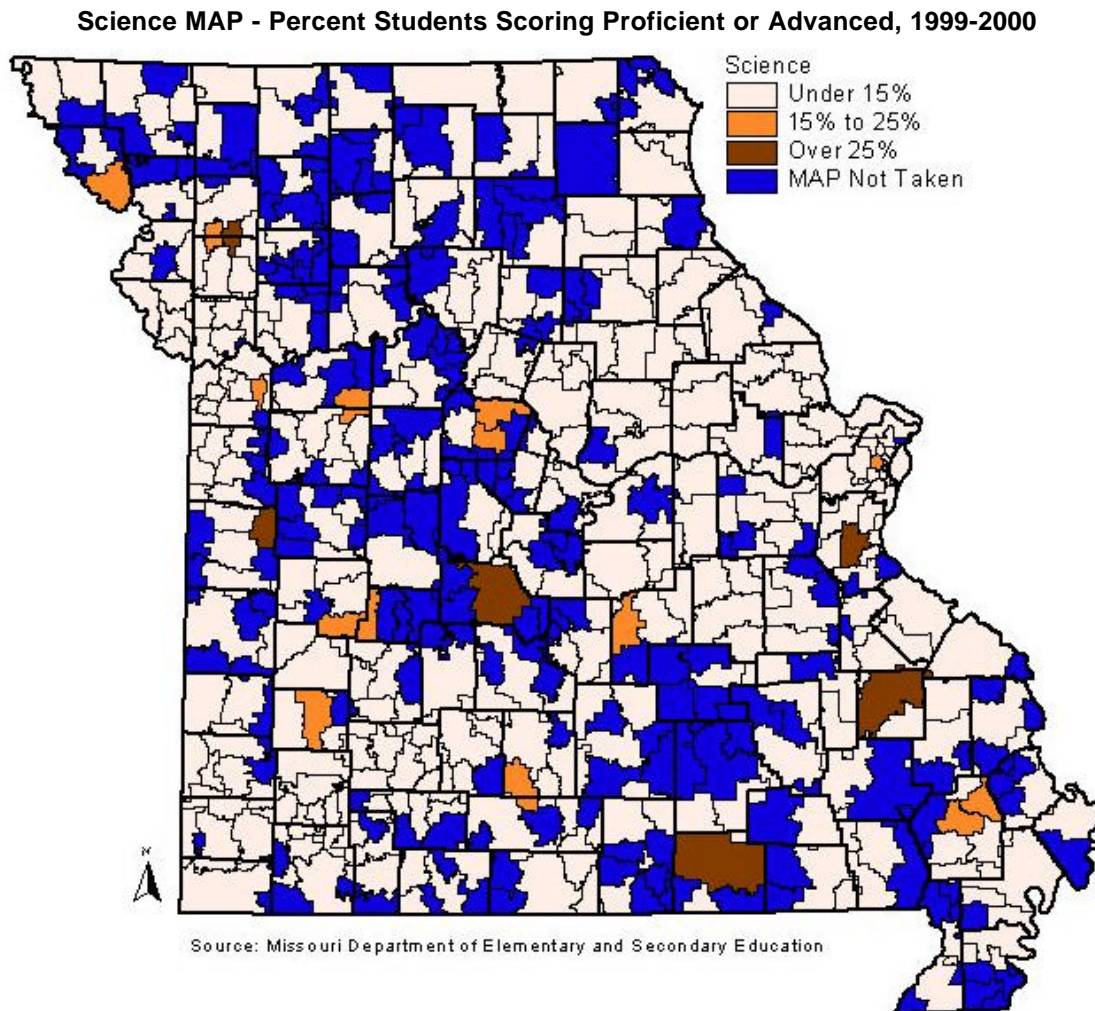 Science MAP - Percent Students Scoring Proficient or Advanced, 1999-2000
Science
Under 15%
15% to 25%
Over 25%
MAP Not Taken
N
Source: Missouri Department of Elementary and Secondary Education